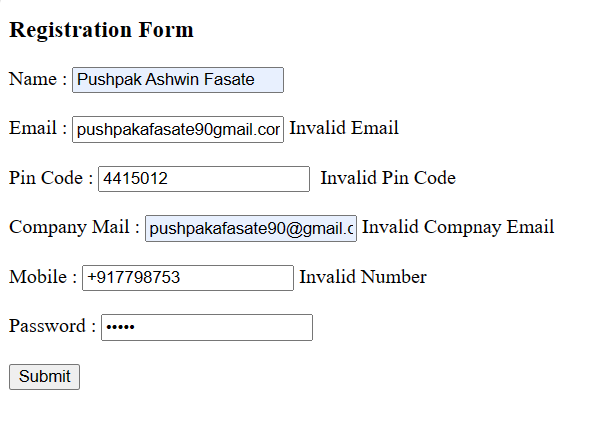 Registration Form
Name : Pushpak Ashwin Fasate
Email : pushpakafasate90gmail.com Invalid Email
Pin Code : 4415012 Invalid Pin Code
Company Mail : pushpakafasate90@gmail.c Invalid Compnay Email
Mobile : +917798753 Invalid Number
Password : •••••
Submit